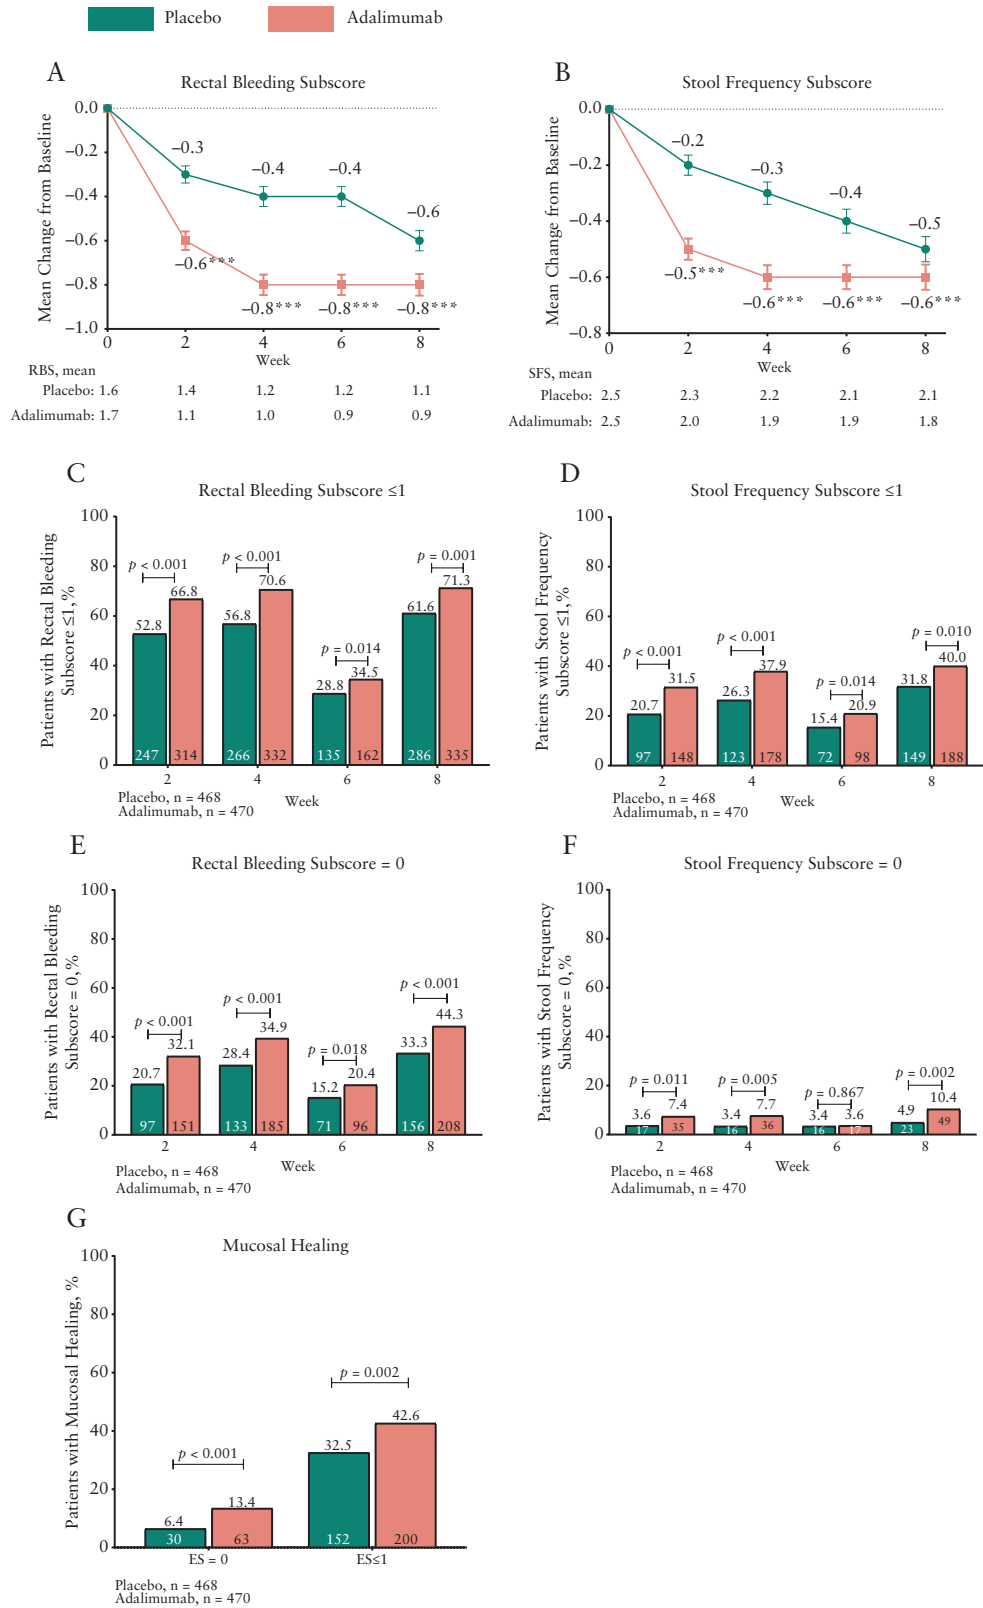 Placebo Adalimumab
A Rectal Bleeding Subscore
Mean Change from Baseline
0.0
−0.2
−0.4
−0.6
−0.8
−1.0
−0.3 −0.4 −0.4 −0.6
−0.6*** −0.8*** −0.8*** −0.8***
0 2 4 6 8
Week
RBS, mean
Placebo: 1.6 1.4 1.2 1.2 1.1
Adalimumab: 1.7 1.1 1.0 0.9 0.9
B Stool Frequency Subscore
Mean Change from Baseline
0.0
−0.2
−0.4
−0.6
−0.8
−0.2 −0.3 −0.4 −0.5
−0.5*** −0.6*** −0.6*** −0.6***
0 2 4 6 8
Week
SFS, mean
Placebo: 2.5 2.3 2.2 2.1 2.1
Adalimumab: 2.5 2.0 1.9 1.9 1.8
C Rectal Bleeding Subscore ≤1
Patients with Rectal Bleeding
Subscore ≤1,%
100
80
60
40
20
0
p < 0.001 p < 0.001 p = 0.014 p = 0.001
52.8 66.8 56.8 70.6 28.8 34.5 61.6 71.3
247 314 266 332 135 162 286 335
2 4 6 8
Week
Placebo, n = 468
Adalimumab, n = 470
D Stool Frequency Subscore ≤1
Patients with Stool Frequency
Subscore ≤1,%
100
80
60
40
20
0
p < 0.001 p < 0.001 p = 0.014 p = 0.010
20.7 31.5 26.3 37.9 15.4 20.9 31.8 40.0
97 148 123 178 72 98 149 188
2 4 6 8
Week
Placebo, n = 468
Adalimumab, n = 470
E Rectal Bleeding Subscore = 0
Patients with Rectal Bleeding
Subscore = 0,%
100
80
60
40
20
0
p < 0.001 p < 0.001 p = 0.018 p < 0.001
20.7 32.1 28.4 34.9 15.2 20.4 33.3 44.3
97 151 133 185 71 96 156 208
2 4 6 8
Week
Placebo, n = 468
Adalimumab, n = 470
F Stool Frequency Subscore = 0
Patients with Stool Frequency
Subscore = 0,%
100
80
60
40
20
0
p = 0.011 p = 0.005 p = 0.867 p = 0.002
3.6 7.4 3.4 7.7 3.4 3.6 4.9 10.4
17 35 16 36 16 17 23 49
2 4 6 8
Week
Placebo, n = 468
Adalimumab, n = 470
G Mucosal Healing
Patients with Mucosal Healing, %
100
80
60
40
20
0
p < 0.001 p = 0.002
6.4 13.4 32.5 42.6
30 63 152 200
ES = 0 ES≤1
Placebo, n = 468
Adalimumab, n = 470